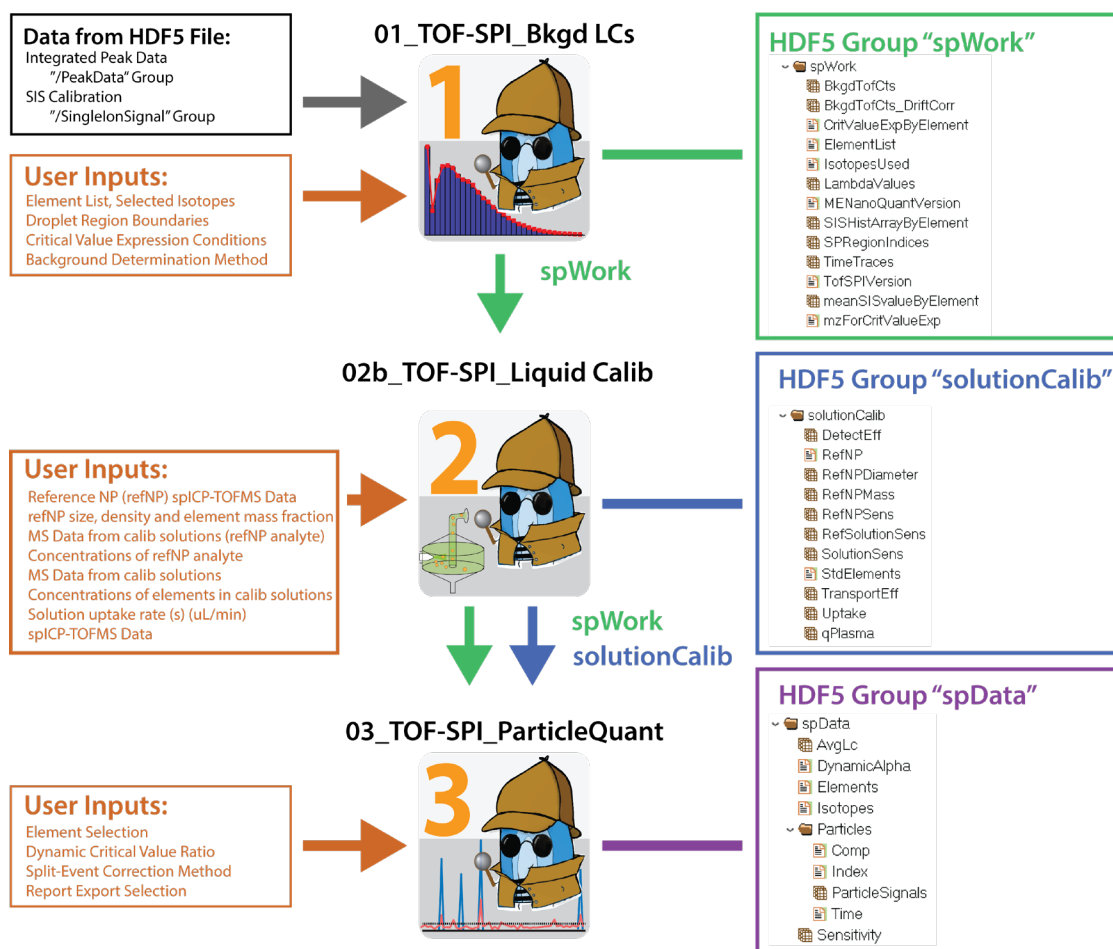 Data from HDF5 File:
Integrated Peak Data
"/PeakData" Group
SIS Calibration
"/SingleIonSignal" Group
User Inputs:
Element List, Selected Isotopes
Droplet Region Boundaries
Critical Value Expression Conditions
Background Determination Method
01_TOF-SPI_Bkgd LCs
1
spWork
HDF5 Group "spWork"
spWork
BkgdTofCts
BkgdTofCts_DriftCorr
CritValueExpByElement
ElementList
IsotopesUsed
LambdaValues
MENanoQuantVersion
SISHistArrayByElement
SPRegionIndices
TimeTraces
TofSPIVersion
meanSISvalueByElement
mzForCritValueExp
02b_TOF-SPI_Liquid Calib
2
User Inputs:
Reference NP (refNP) spICP-TOFMS Data
refNP size, density and element mass fraction
MS Data from calib solutions (refNP analyte)
Concentrations of refNP analyte
MS Data from calib solutions
Concentrations of elements in calib solutions
Solution uptake rate (s) (uL/min)
spICP-TOFMS Data
spWork
solutionCalib
HDF5 Group "solutionCalib"
solutionCalib
DetectEff
RefNP
RefNPDiameter
RefNPMass
RefNPSens
RefSolutionSens
SolutionSens
StdElements
TransportEff
Uptake
qPlasma
03_TOF-SPI_ParticleQuant
3
User Inputs:
Element Selection
Dynamic Critical Value Ratio
Split-Event Correction Method
Report Export Selection
HDF5 Group "spData"
spData
AvgLc
DynamicAlpha
Elements
Isotopes
Particles
Comp
Index
ParticleSignals
Time
Sensitivity